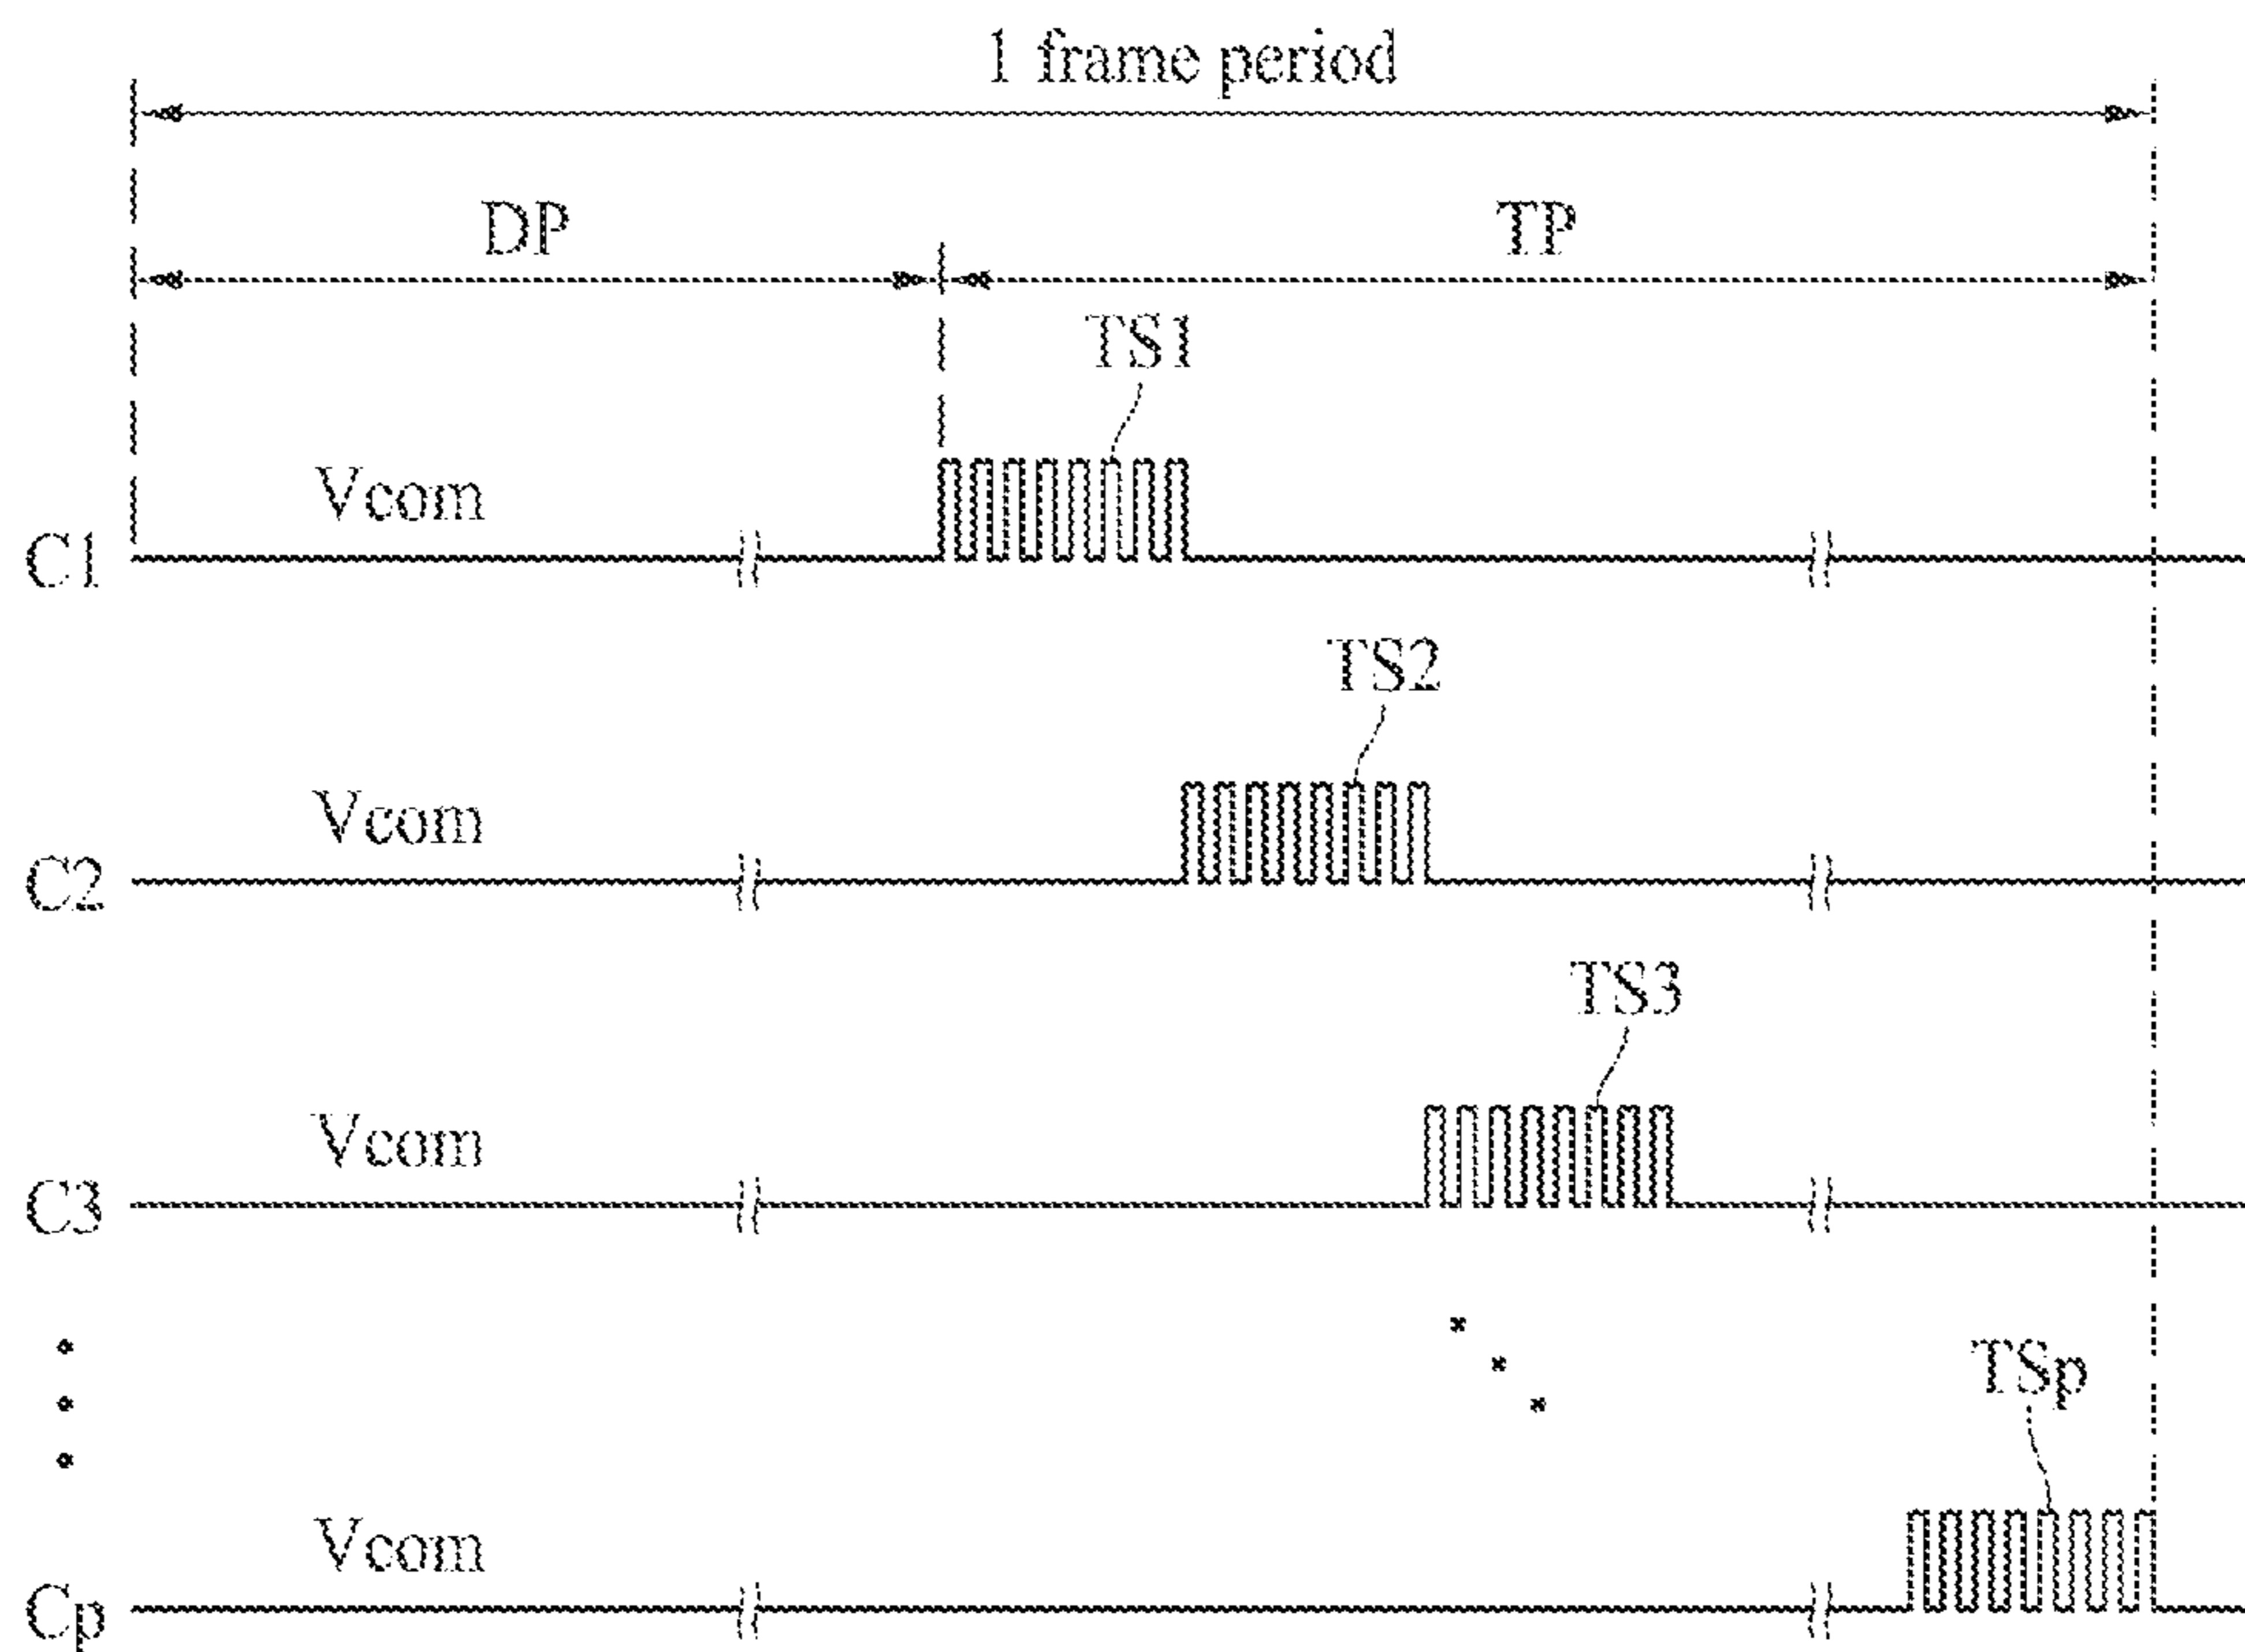 1 frame period
DP TP
TS1
Vcom
C1
TS2
Vcom
C2
TS3
Vcom
C3
TSp
Vcom
Cp